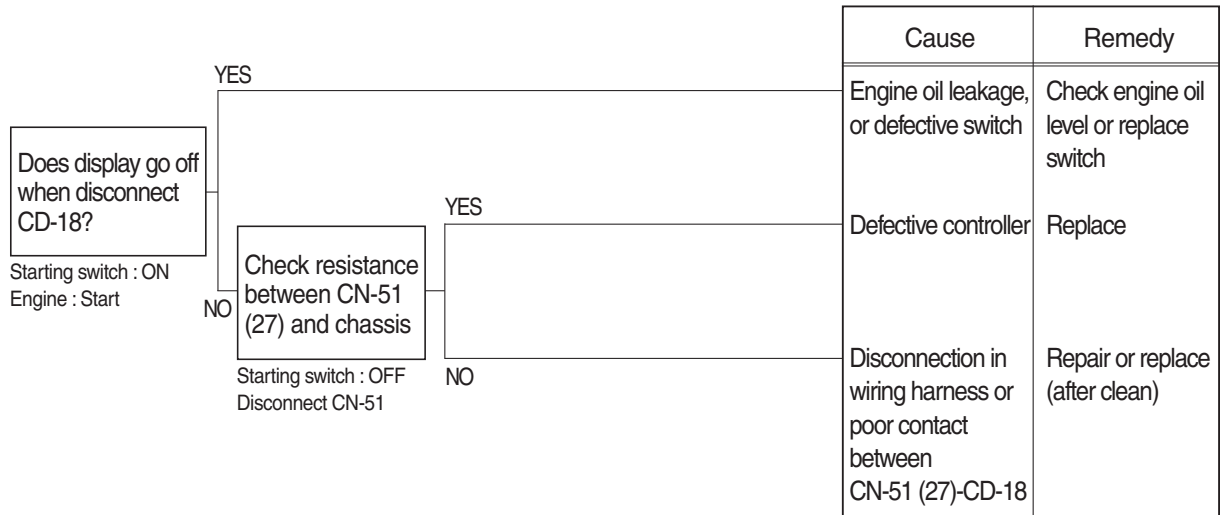 Cause
Remedy
YES
Engine oil leakage,
or defective switch
Check engine oil
level or replace
switch
Does display go off
when disconnect
CD-18?
Starting switch : ON
Engine : Start
YES
Defective controller
Replace
NO
Check resistance
between CN-51
(27) and chassis
Starting switch : OFF
Disconnect CN-51
NO
Disconnection in
wiring harness or
poor contact
between
CN-51 (27)-CD-18
Repair or replace
(after clean)